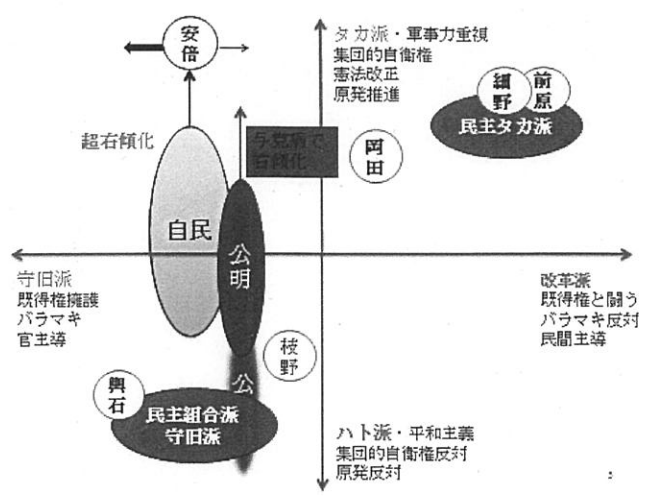 安
倍
タカ派・軍事力重視
集団的自衛権
憲法改正
原発推進
細
野
前
原
民主タカ派
超右傾化
与党病で
右傾化
岡
田
自民
公
明
守旧派
既得権擁護
バラマキ
官主導
改革派
既得権と闘う
バラマキ反対
民間主導
枝
野
公
輿
石
民主組合派
守旧派
ハト派・平和主義
集団的自衛権反対
原発反対